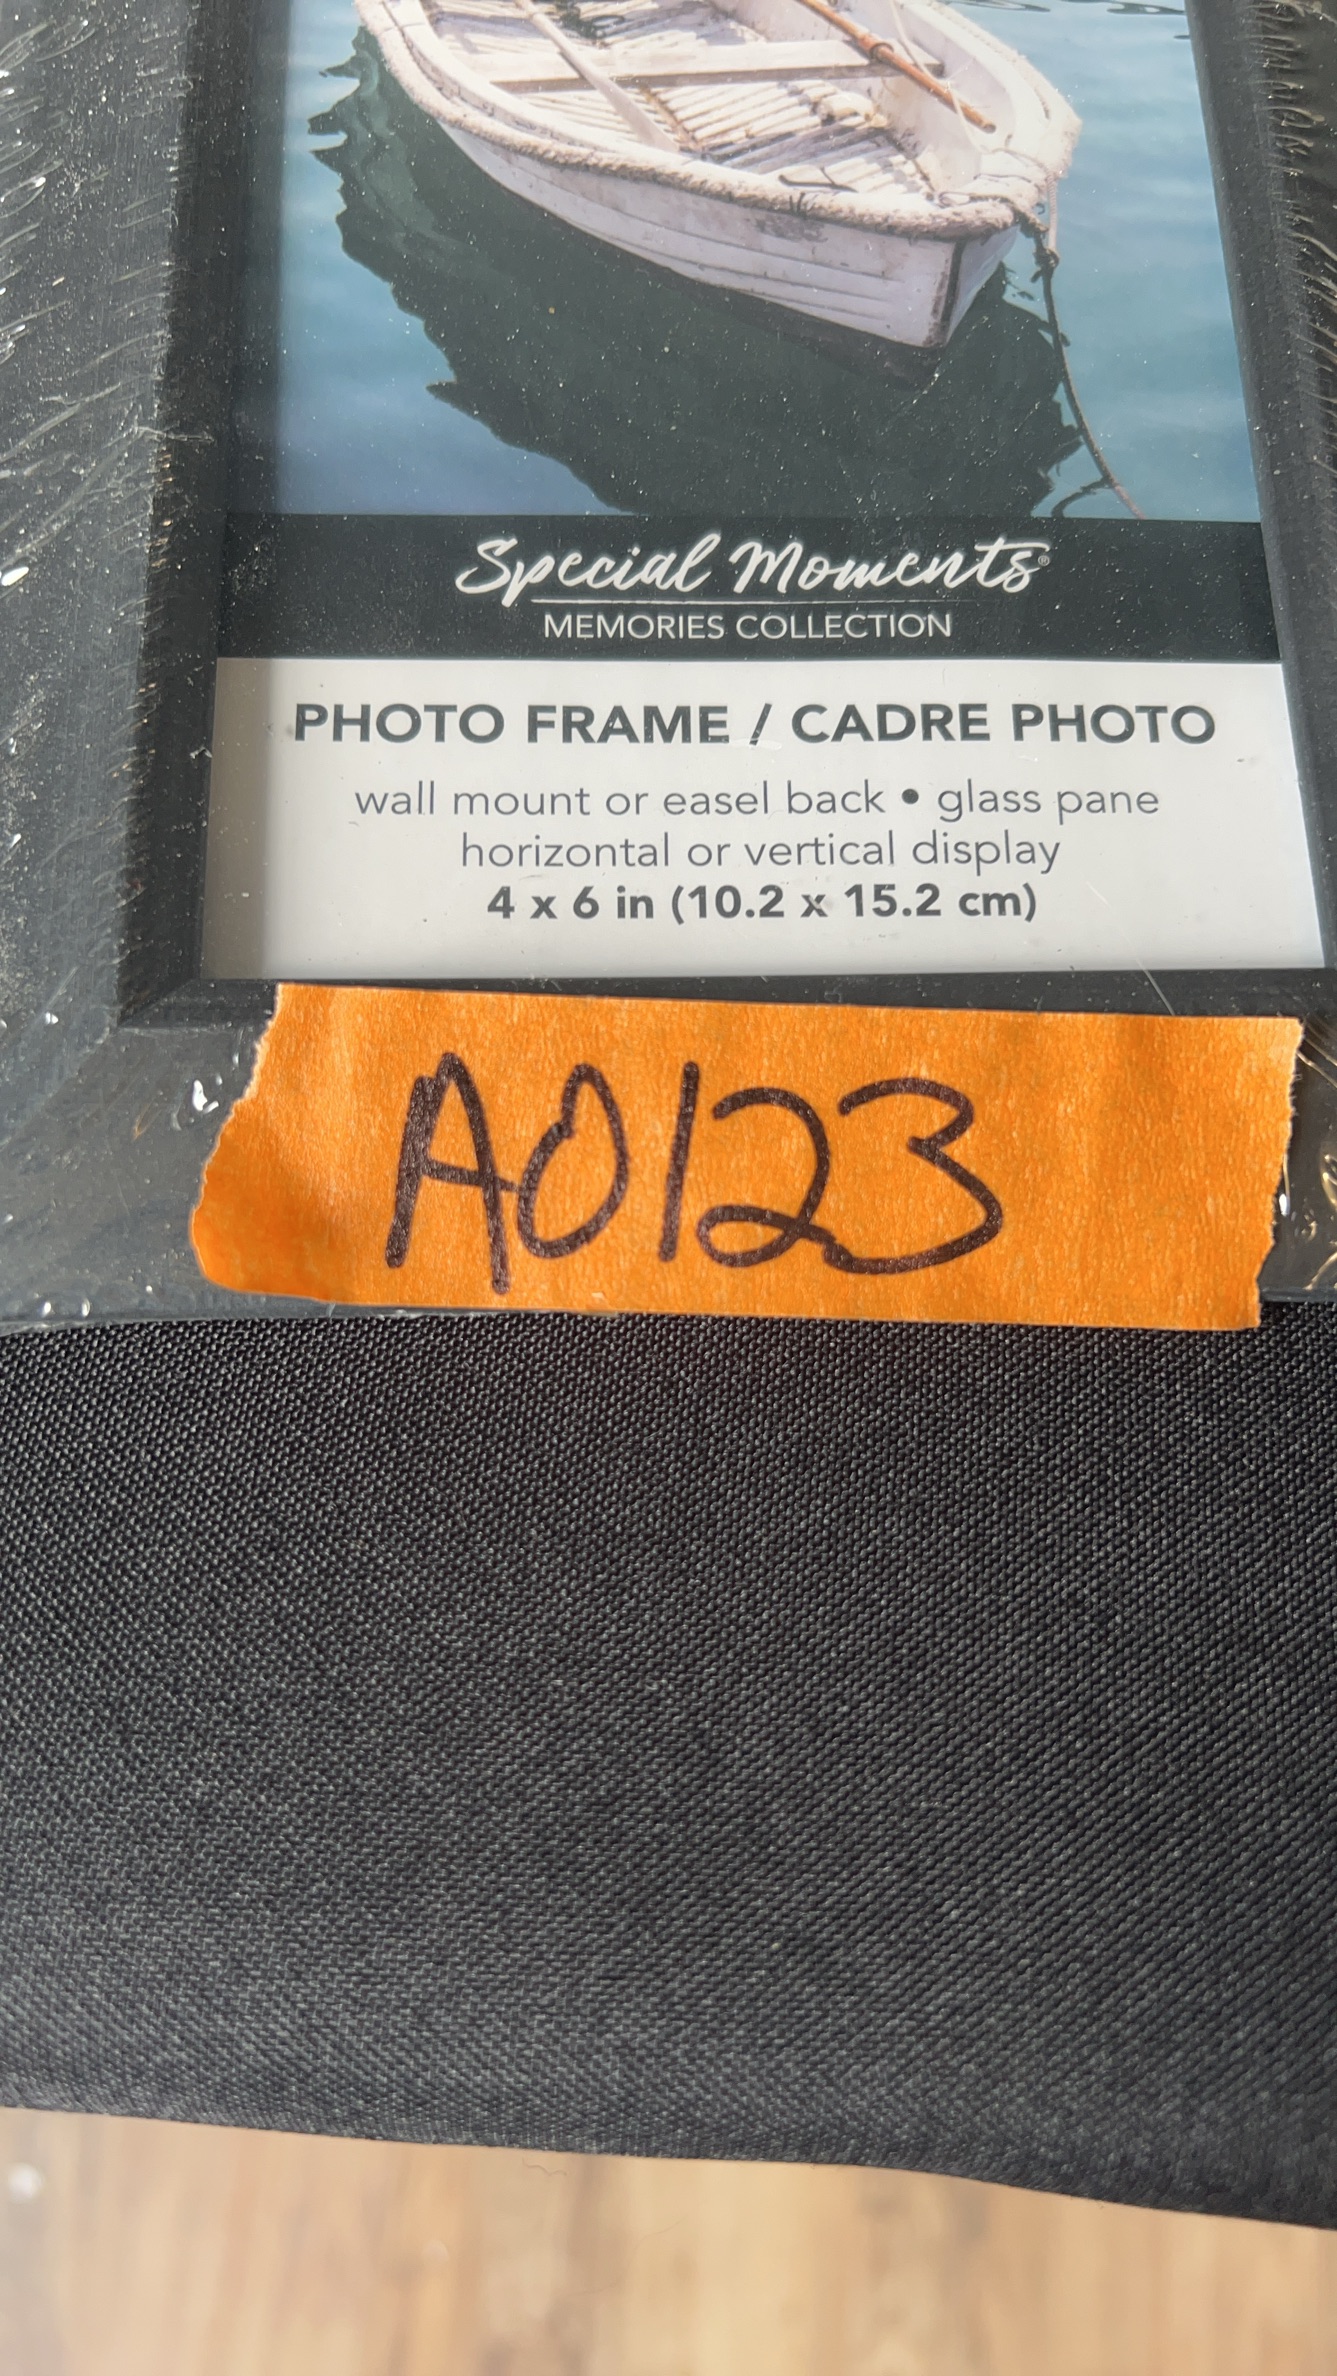 Special Moments®
MEMORIES COLLECTION
PHOTO FRAME / CADRE PHOTO
wall mount or easel back • glass pane
horizontal or vertical display
4 x 6 in (10.2 x 15.2 cm)
A0123